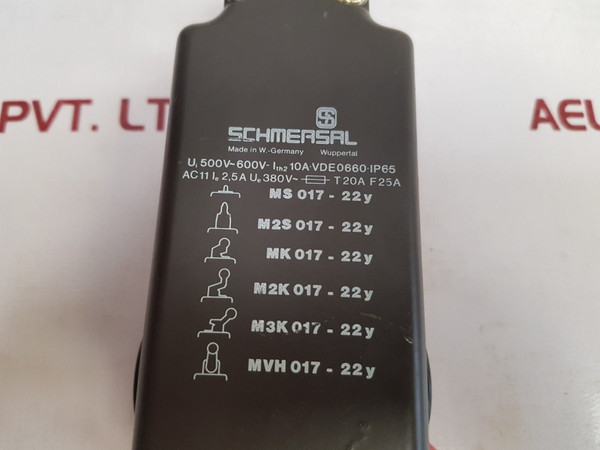 SCHMERSAL
Made in W.-Germany Wuppertal
Ui 500V~600V- Ith2 10A·VDE0660·IP65
AC11 Ie 2,5A Ue 380V~ T20A F25A
MS 017 - 22y
M2S 017 - 22y
MK 017 - 22y
M2K 017 - 22y
M3K 017 - 22y
MVH 017 - 22y
PVT. LT
AEL